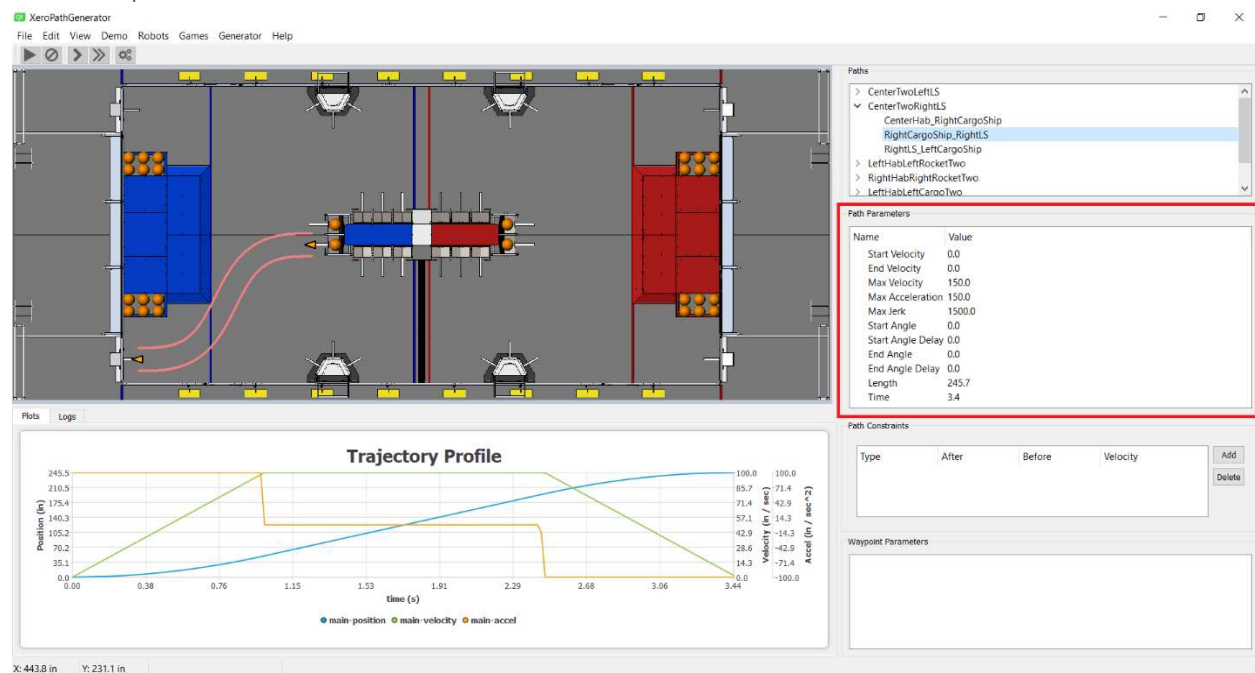 XeroPathGenerator
File Edit View Demo Robots Games Generator Help
Paths
CenterTwoLeftLS
CenterTwoRightLS
CenterHab_RightCargoShip
RightCargoShip_RightLS
RightLS_LeftCargoShip
LeftHabLeftRocketTwo
RightHabRightRocketTwo
LeftHabLeftCargoTwo
Path Parameters
Name Value
Start Velocity 0.0
End Velocity 0.0
Max Velocity 150.0
Max Acceleration 150.0
Max Jerk 1500.0
Start Angle 0.0
Start Angle Delay 0.0
End Angle 0.0
End Angle Delay 0.0
Length 245.7
Time 3.4
Plots Logs
Trajectory Profile
245.5 100.0 100.0
210.5 85.7 71.4
175.4 71.4 42.9
140.3 57.1 14.3
105.2 42.9 -14.3
70.2 28.6 -42.9
35.1 14.3 -71.4
0.0 0.0 -100.0
Position (in)
Velocity (in / sec)
Accel (in / sec^2)
0.00 0.38 0.76 1.15 1.53 1.91 2.29 2.68 3.06 3.44
time (s)
main-position main-velocity main-accel
Path Constraints
Type After Before Velocity
Add
Delete
Waypoint Parameters
X: 443.8 in Y: 231.1 in